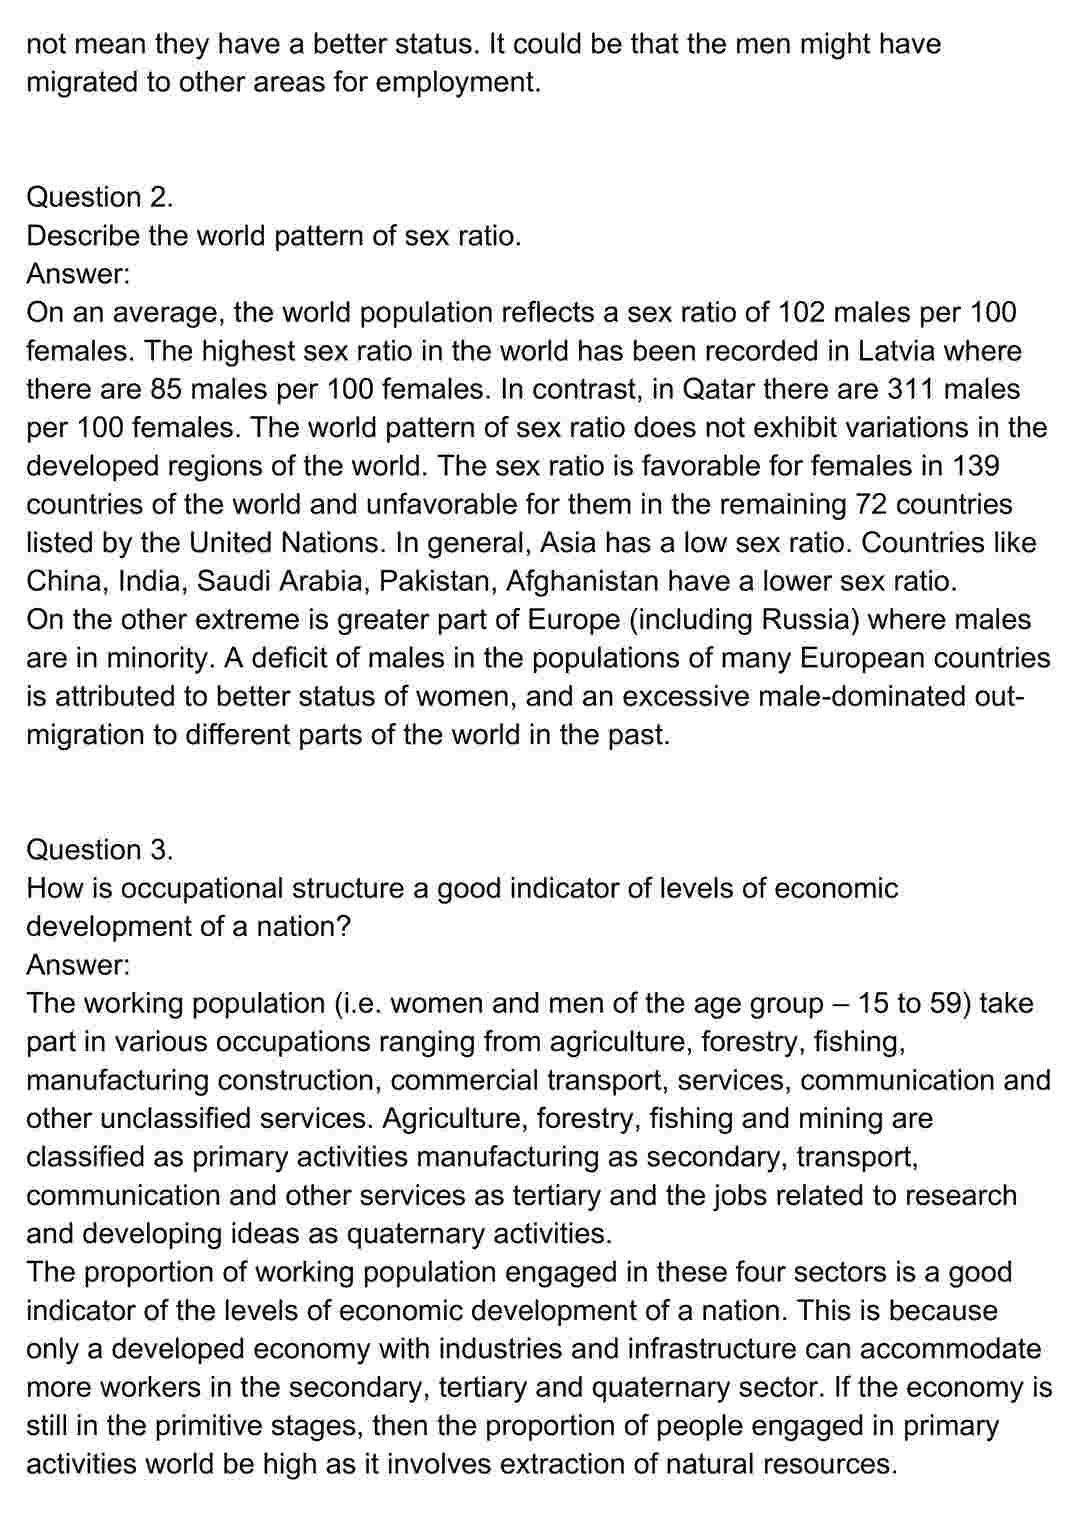 not mean they have a better status. It could be that the men might have
migrated to other areas for employment.
Question 2.
Describe the world pattern of sex ratio.
Answer:
On an average, the world population reflects a sex ratio of 102 males per 100
females. The highest sex ratio in the world has been recorded in Latvia where
there are 85 males per 100 females. In contrast, in Qatar there are 311 males
per 100 females. The world pattern of sex ratio does not exhibit variations in the
developed regions of the world. The sex ratio is favorable for females in 139
countries of the world and unfavorable for them in the remaining 72 countries
listed by the United Nations. In general, Asia has a low sex ratio. Countries like
China, India, Saudi Arabia, Pakistan, Afghanistan have a lower sex ratio.
On the other extreme is greater part of Europe (including Russia) where males
are in minority. A deficit of males in the populations of many European countries
is attributed to better status of women, and an excessive male-dominated out-
migration to different parts of the world in the past.
Question 3.
How is occupational structure a good indicator of levels of economic
development of a nation?
Answer:
The working population (i.e. women and men of the age group – 15 to 59) take
part in various occupations ranging from agriculture, forestry, fishing,
manufacturing construction, commercial transport, services, communication and
other unclassified services. Agriculture, forestry, fishing and mining are
classified as primary activities manufacturing as secondary, transport,
communication and other services as tertiary and the jobs related to research
and developing ideas as quaternary activities.
The proportion of working population engaged in these four sectors is a good
indicator of the levels of economic development of a nation. This is because
only a developed economy with industries and infrastructure can accommodate
more workers in the secondary, tertiary and quaternary sector. If the economy is
still in the primitive stages, then the proportion of people engaged in primary
activities world be high as it involves extraction of natural resources.